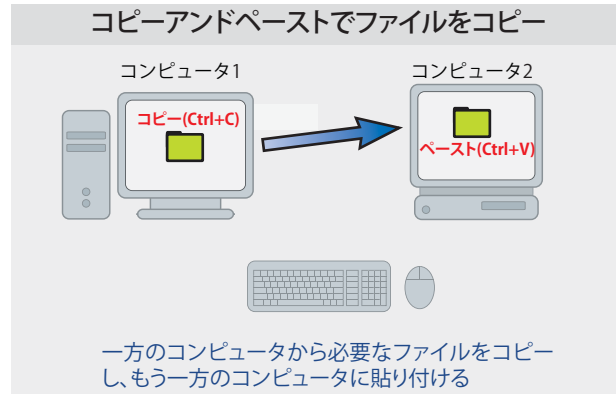 コピーアンドペーストでファイルをコピー
コンピュータ1
コンピュータ2
コピー(Ctrl+C)
ペースト(Ctrl+V)
一方のコンピュータから必要なファイルをコピー
し、もう一方のコンピュータに貼り付ける